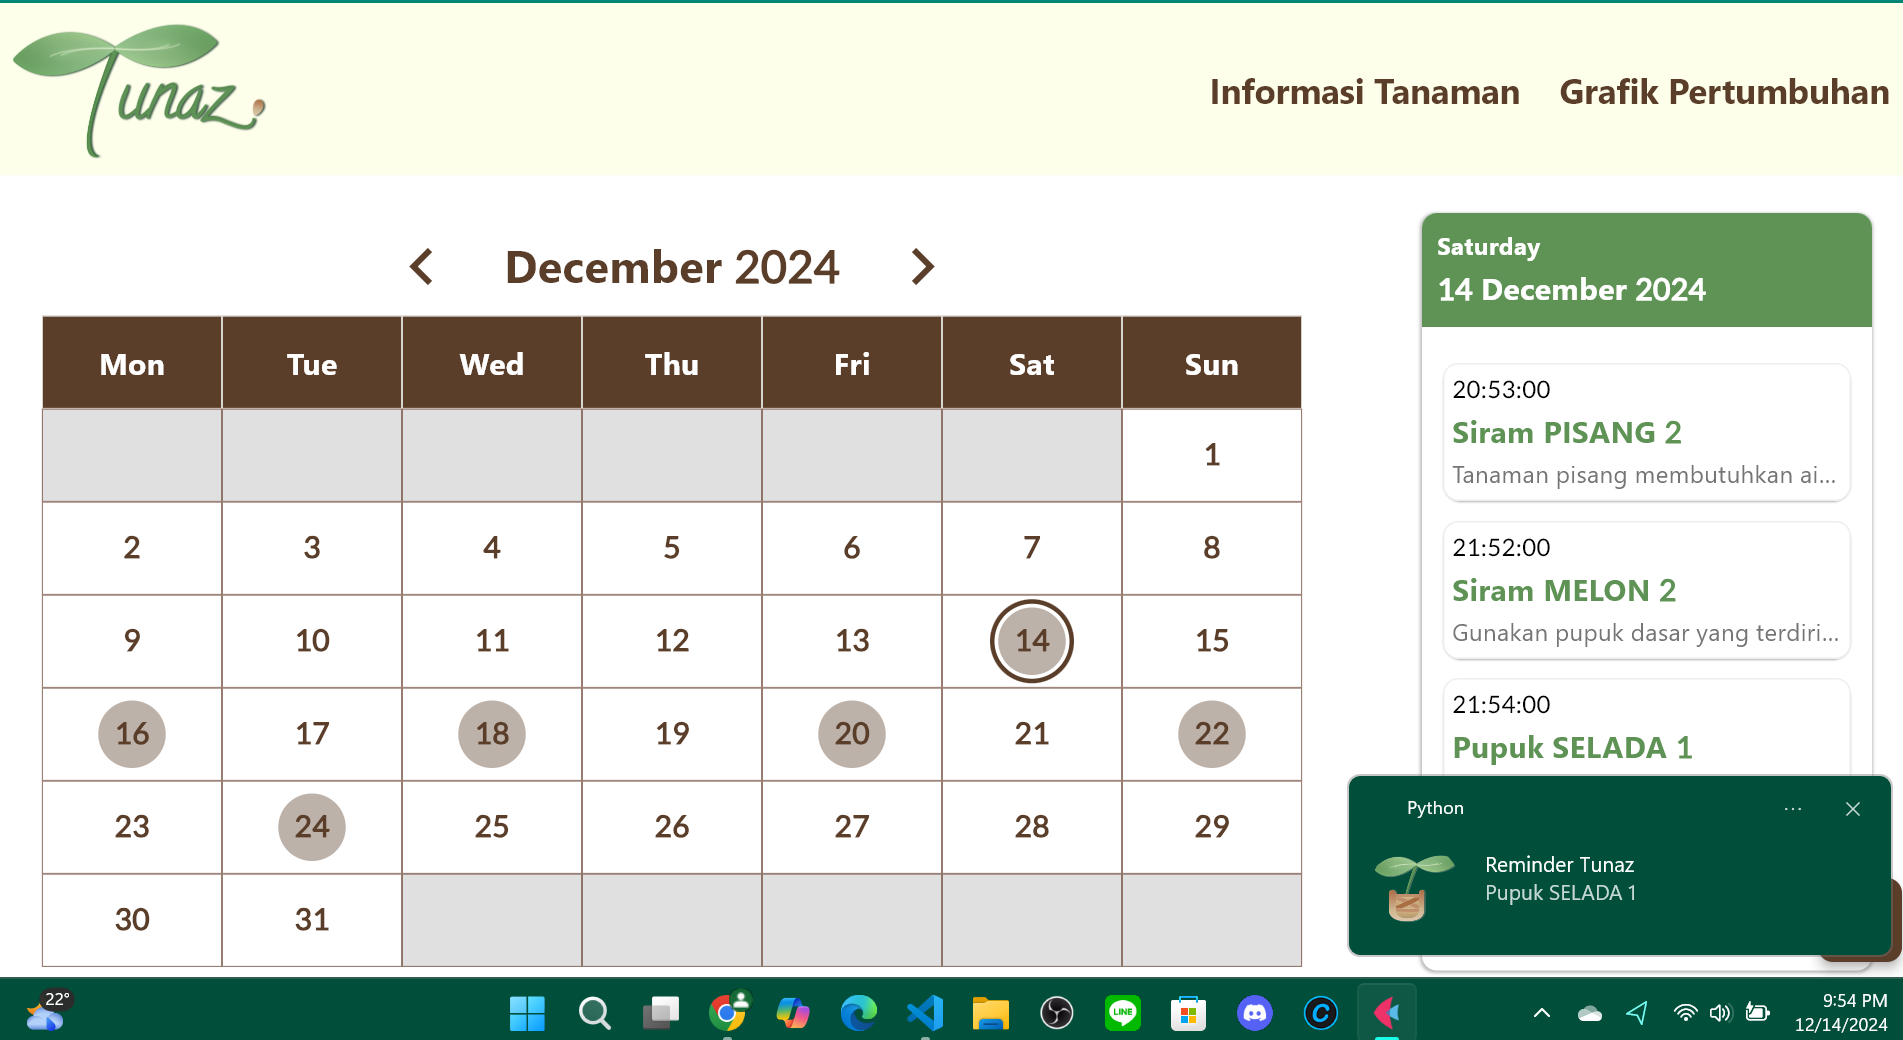 Tunaz
Informasi Tanaman
Grafik Pertumbuhan
December 2024
Mon Tue Wed Thu Fri Sat Sun
1
2 3 4 5 6 7 8
9 10 11 12 13 14 15
16 17 18 19 20 21 22
23 24 25 26 27 28 29
30 31
Saturday
14 December 2024
20:53:00
Siram PISANG 2
Tanaman pisang membutuhkan ai...
21:52:00
Siram MELON 2
Gunakan pupuk dasar yang terdiri...
21:54:00
Pupuk SELADA 1
Python
Reminder Tunaz
Pupuk SELADA 1
22°
LINE
9:54 PM
12/14/2024